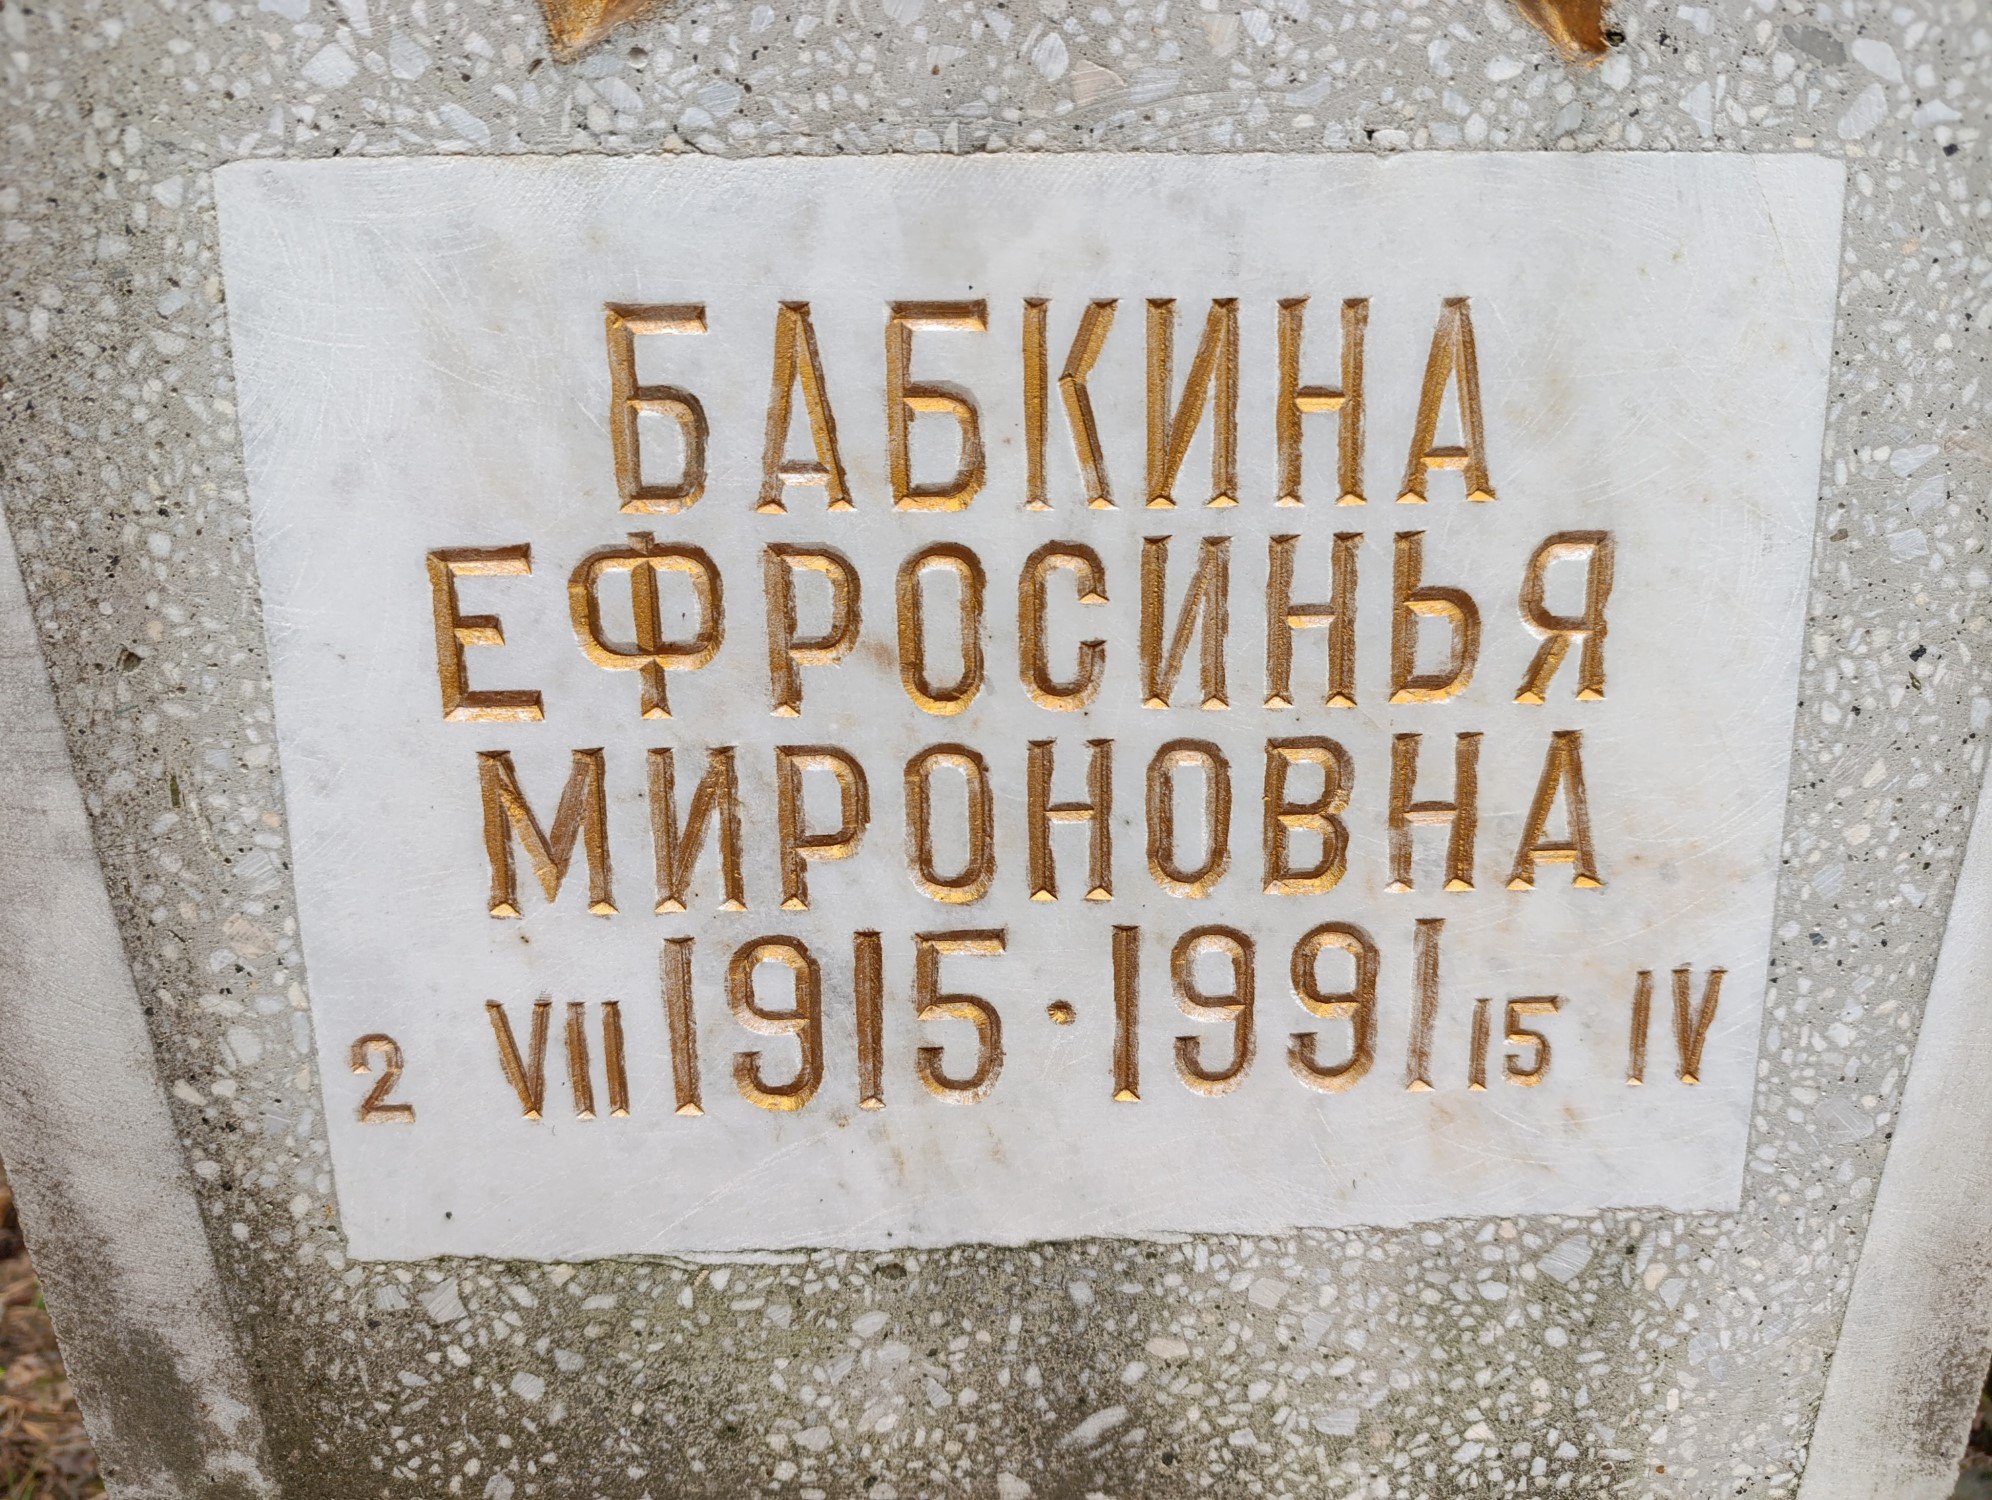 БАБКИНА
ЕФРОСИНЬЯ
МИРОНОВНА
2 VII 1915 · 1991 15 IV